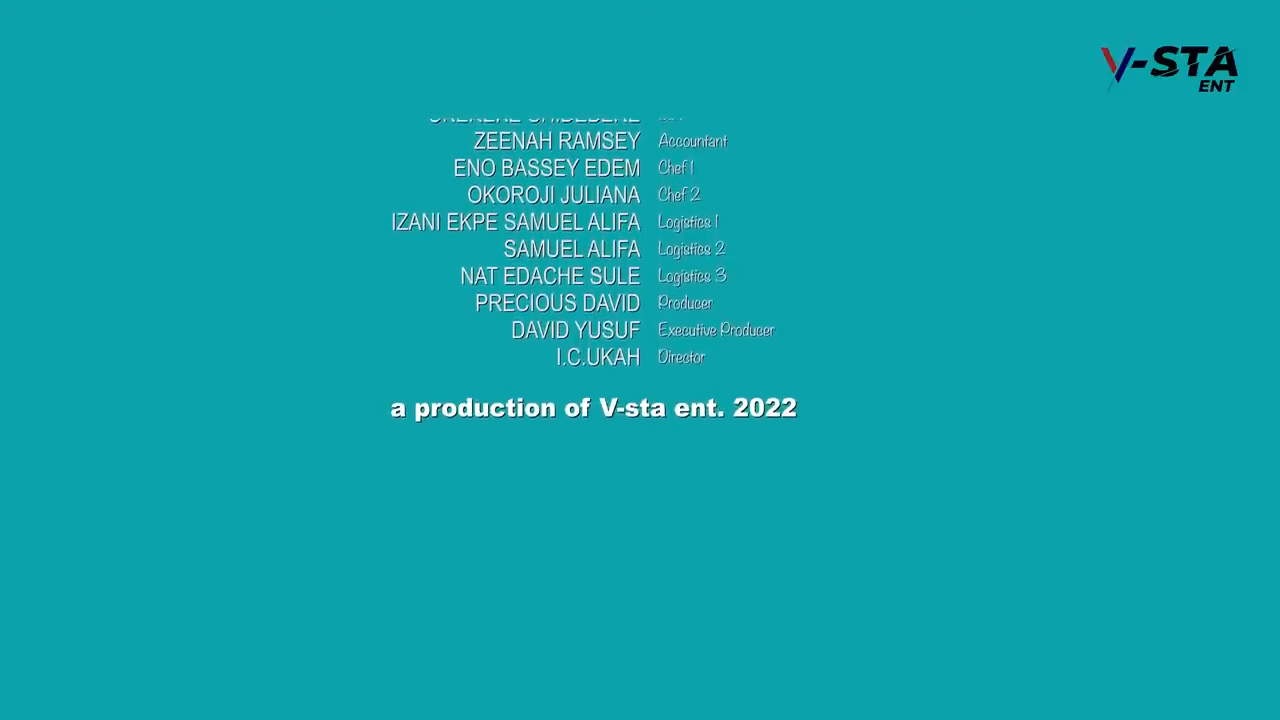 V-STA
ENT
ZEENAH RAMSEY Accountant
ENO BASSEY EDEM Chef 1
OKOROJI JULIANA Chef 2
IZANI EKPE SAMUEL ALIFA Logistics 1
SAMUEL ALIFA Logistics 2
NAT EDACHE SULE Logistics 3
PRECIOUS DAVID Producer
DAVID YUSUF Executive Producer
I.C.UKAH Director
a production of V-sta ent. 2022